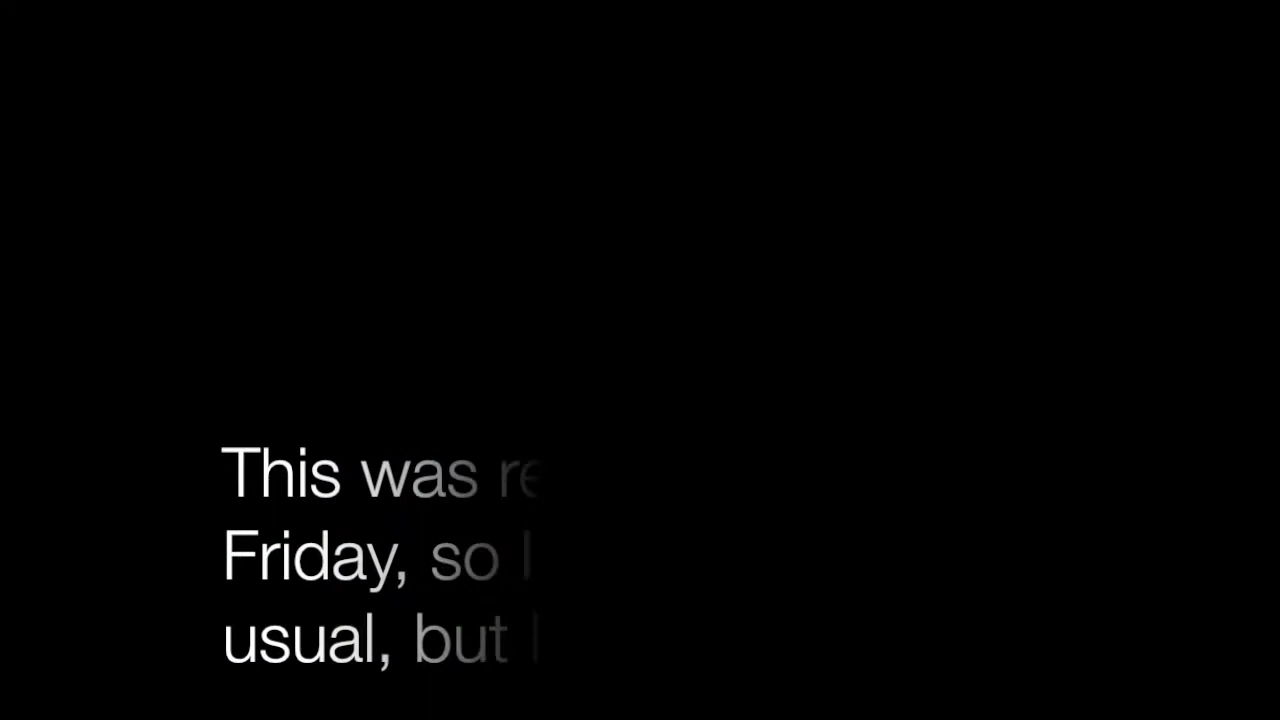 This was
Friday, so I
usual, but